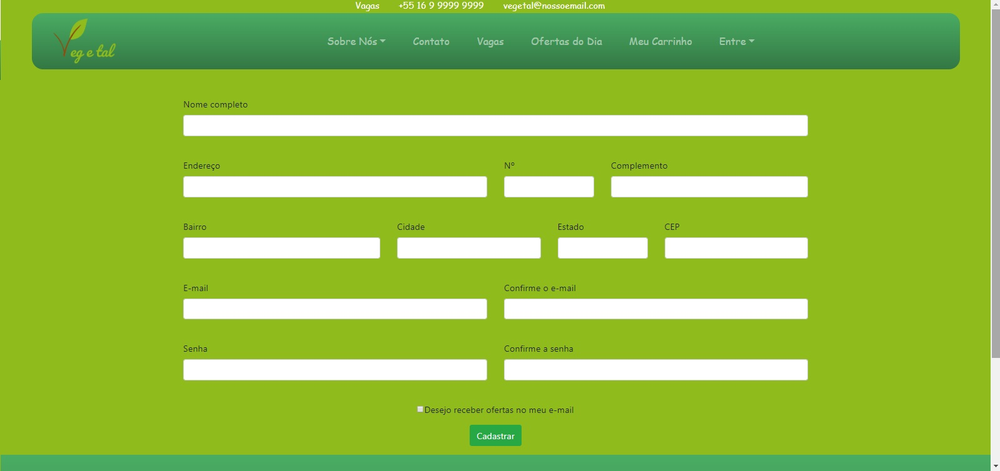 Vagas +55 16 9 9999 9999 vegetal@nossoemail.com
Veg e tal
Sobre Nós Contato Vagas Ofertas do Dia Meu Carrinho Entre
Nome completo
Endereço Nº Complemento
Bairro Cidade Estado CEP
E-mail Confirme o e-mail
Senha Confirme a senha
Desejo receber ofertas no meu e-mail
Cadastrar